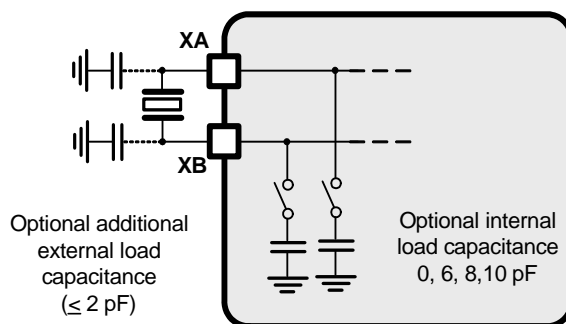 XA
XB
Optional additional
external load
capacitance
(≤ 2 pF)
Optional internal
load capacitance
0, 6, 8,10 pF